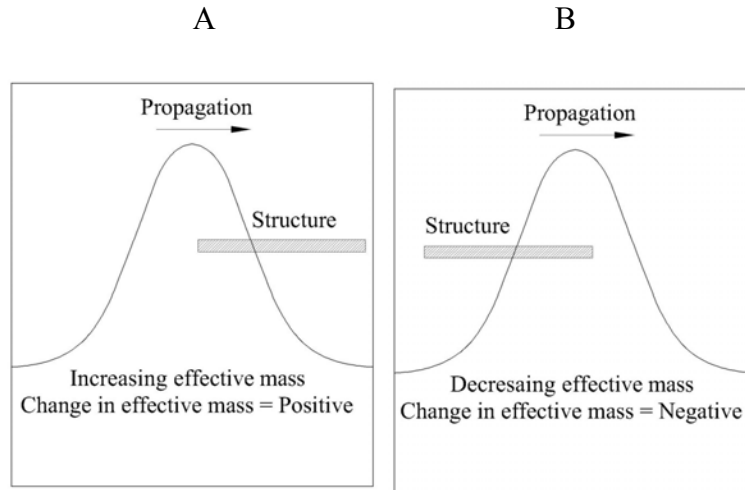 A
B
Propagation
Structure
Increasing effective mass
Change in effective mass = Positive
Propagation
Structure
Decresaing effective mass
Change in effective mass = Negative